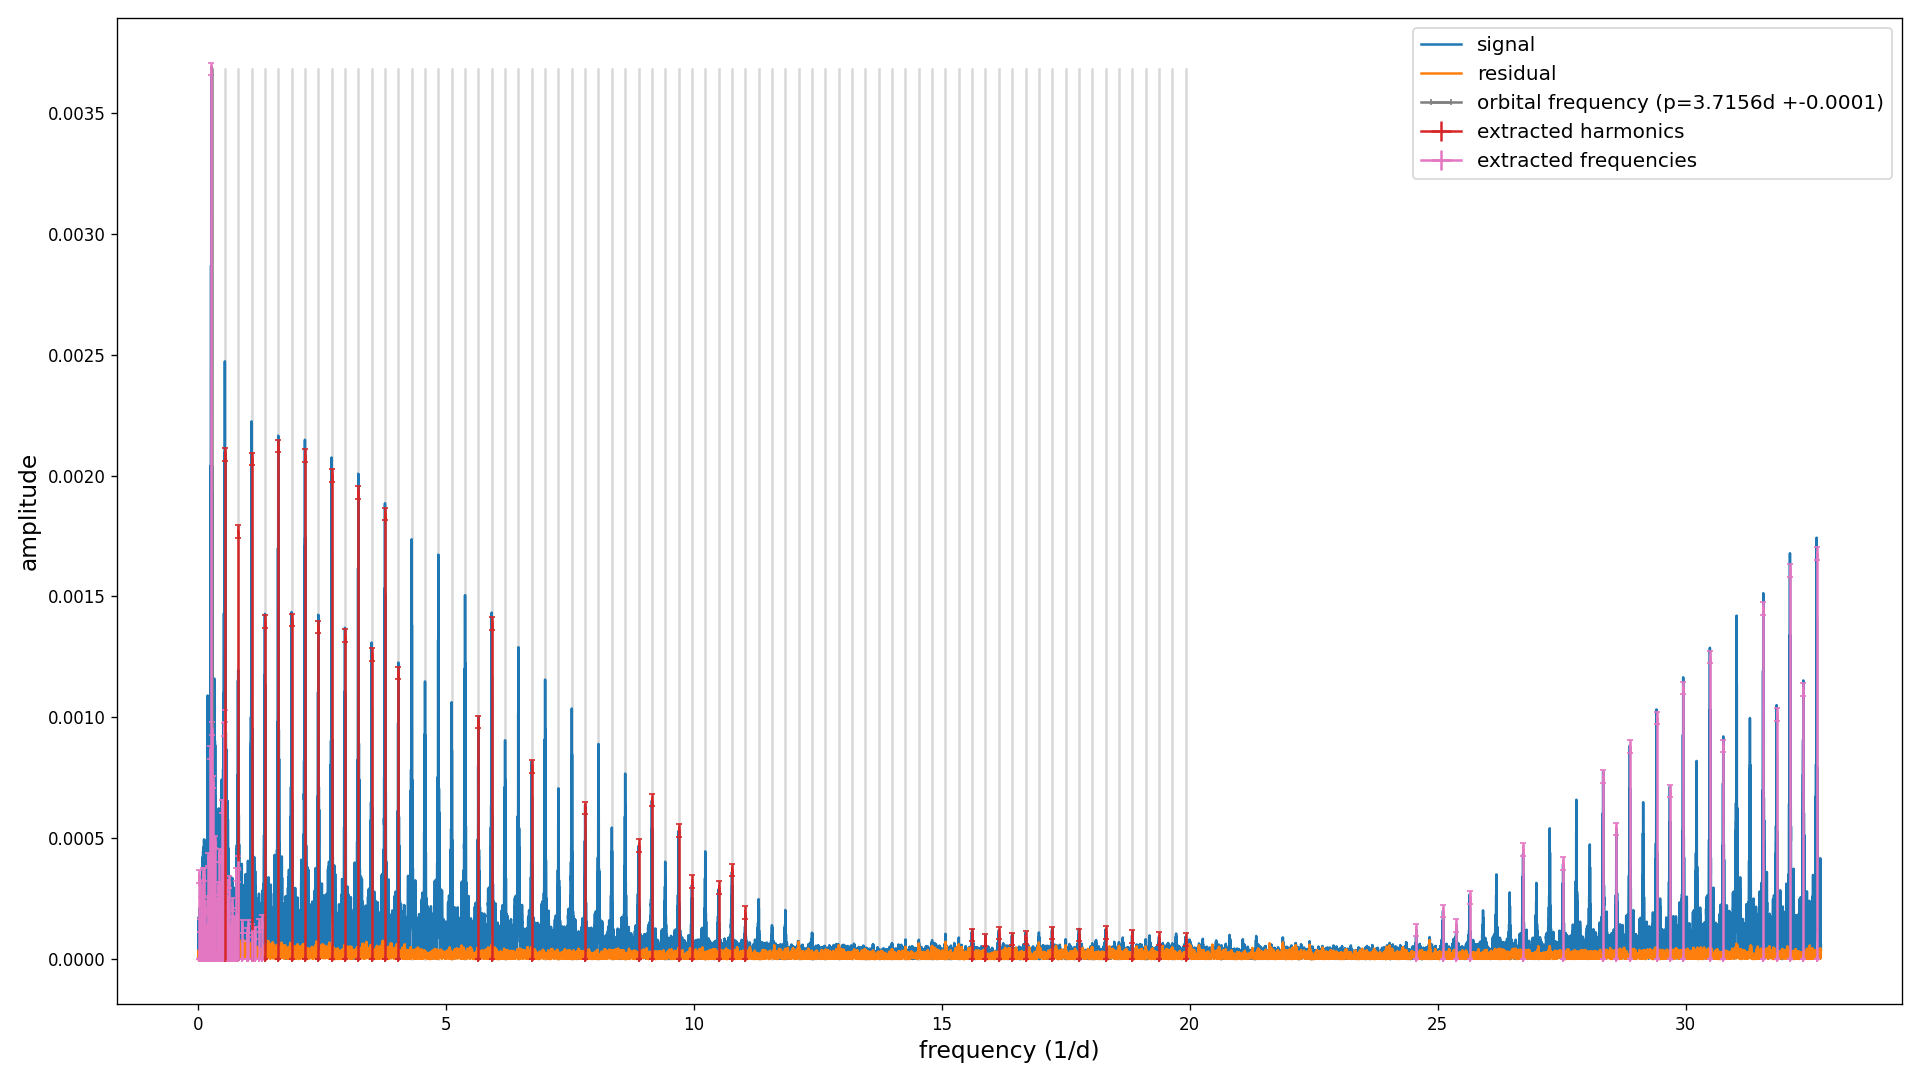 signal
residual
orbital frequency (p=3.7156d +-0.0001)
extracted harmonics
extracted frequencies
0.0035
0.0030
0.0025
0.0020
0.0015
0.0010
0.0005
0.0000
amplitude
0 5 10 15 20 25 30
frequency (1/d)